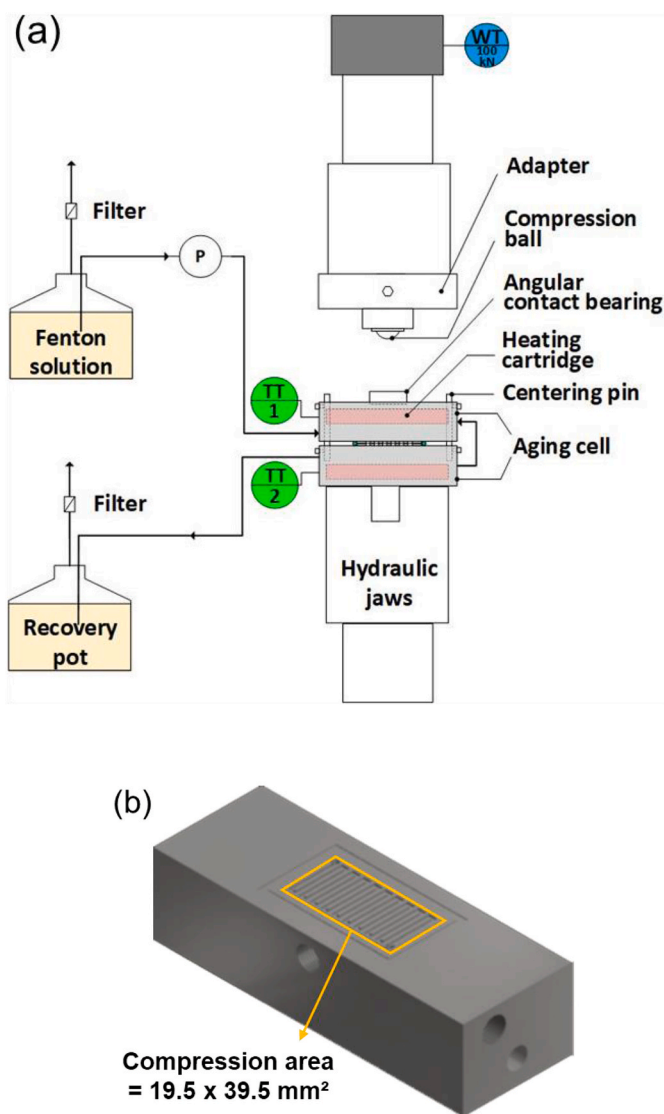 (a)
WT
100
kN
Adapter
Compression
ball
Angular
contact bearing
Heating
cartridge
Centering pin
Aging cell
Filter
P
Fenton
solution
TT
1
TT
2
Filter
Recovery
pot
Hydraulic
jaws
(b)
Compression area
= 19.5 x 39.5 mm²